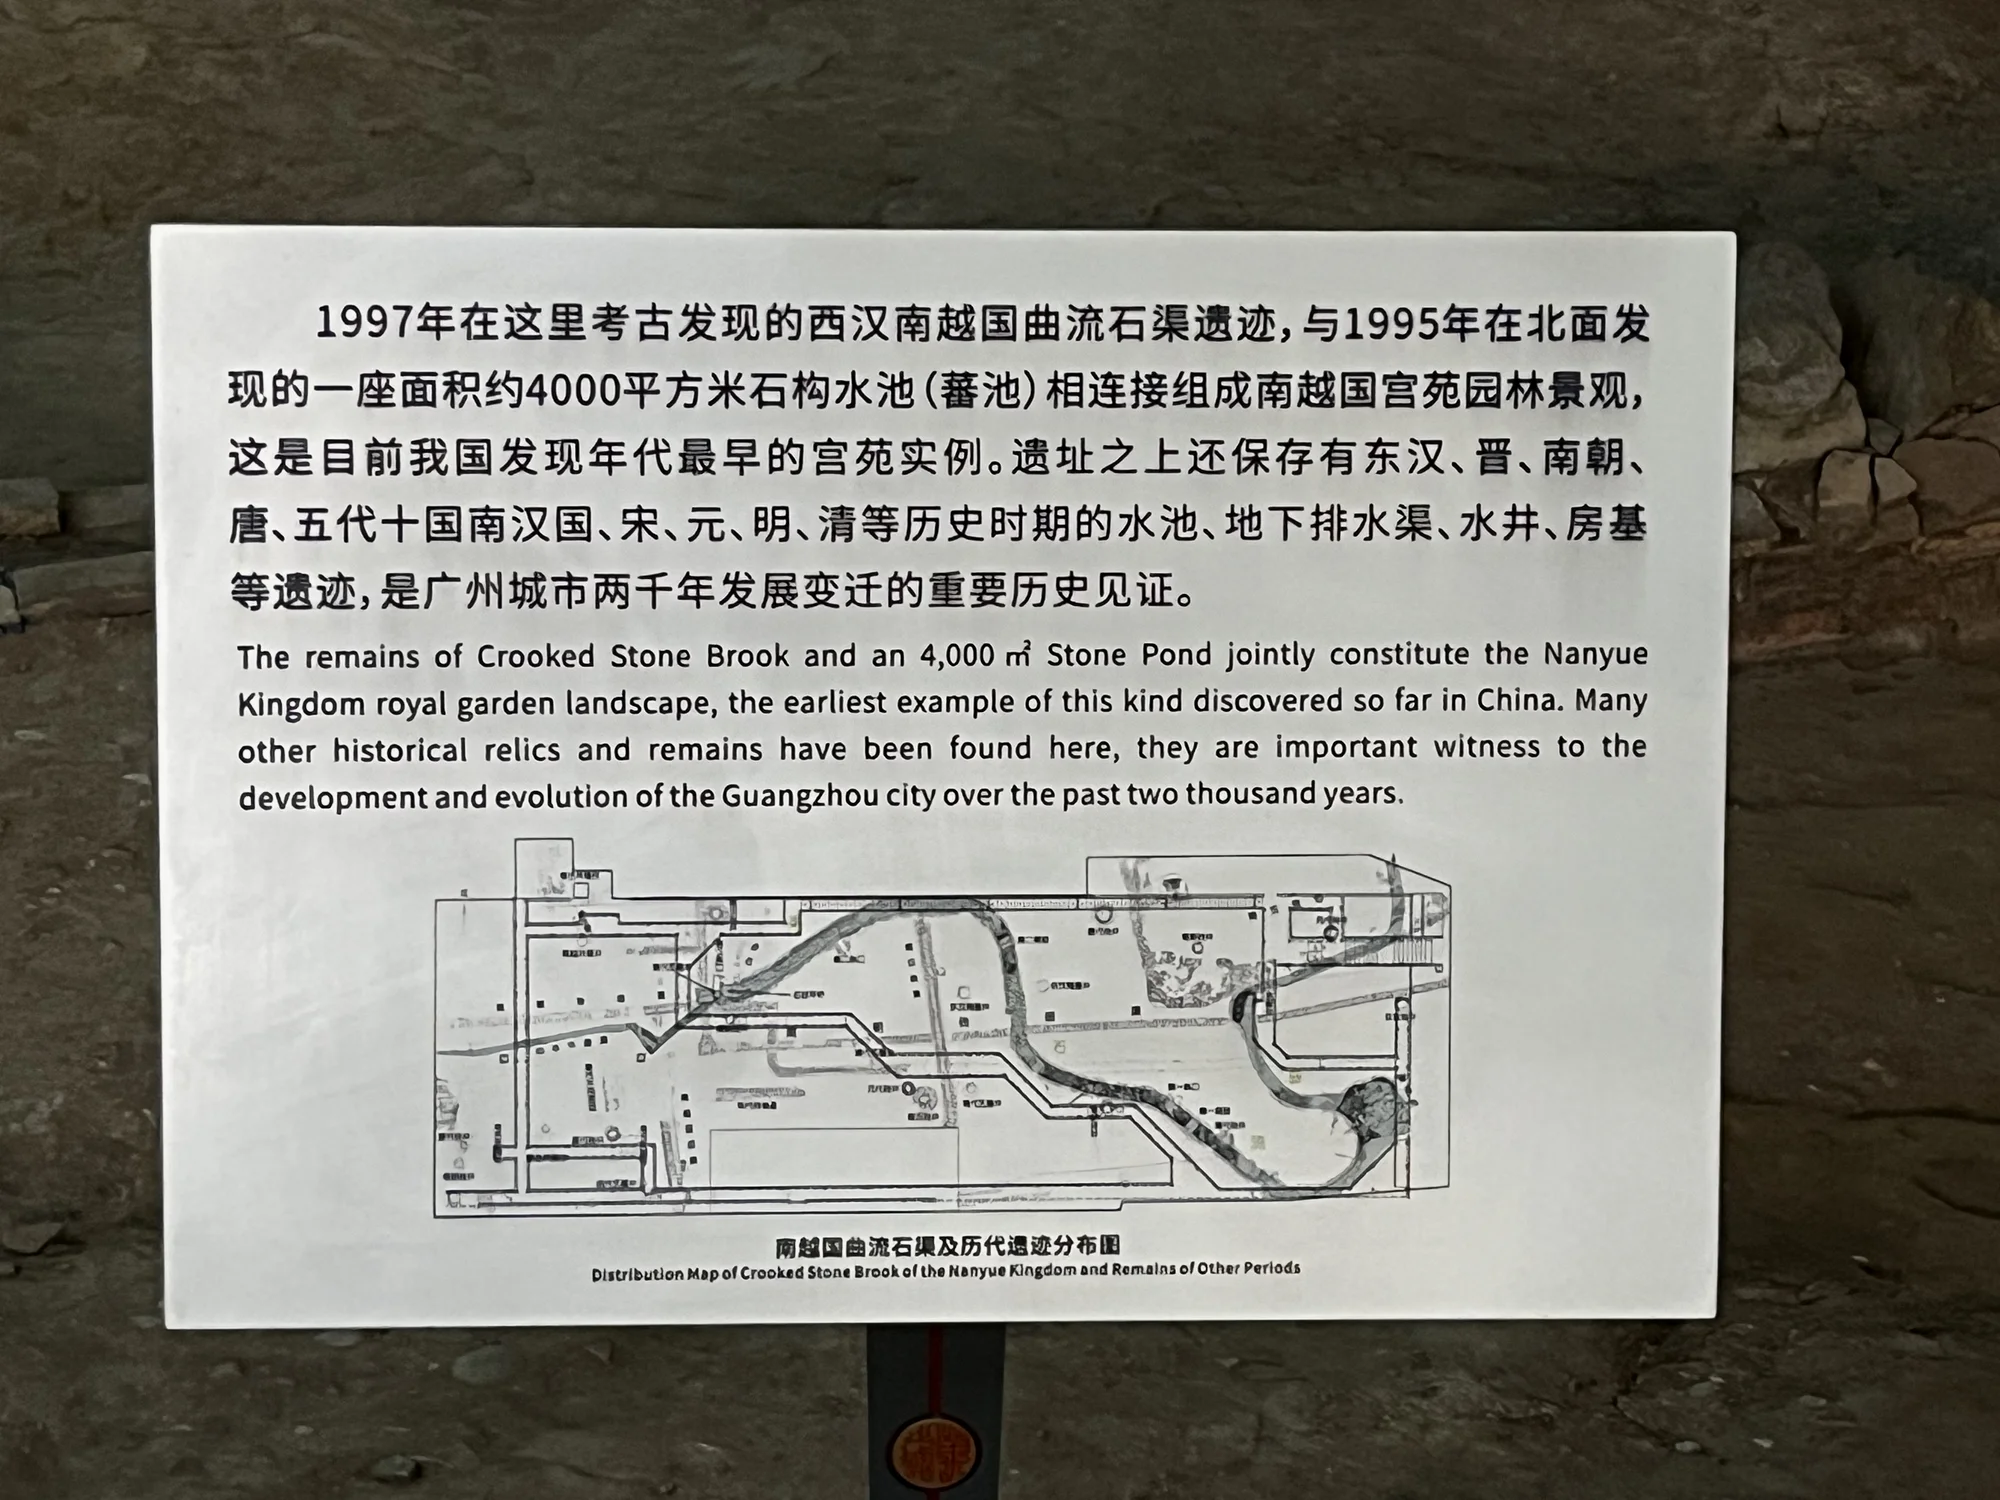 1997年在这里考古发现的西汉南越国曲流石渠遗迹,与1995年在北面发
现的一座面积约4000平方米石构水池(蕃池)相连接组成南越国宫苑园林景观,
这是目前我国发现年代最早的宫苑实例。遗址之上还保存有东汉、晋、南朝、
唐、五代十国南汉国、宋、元、明、清等历史时期的水池、地下排水渠、水井、房基
等遗迹,是广州城市两千年发展变迁的重要历史见证。
The remains of Crooked Stone Brook and an 4,000 ㎡ Stone Pond jointly constitute the Nanyue
Kingdom royal garden landscape, the earliest example of this kind discovered so far in China. Many
other historical relics and remains have been found here, they are important witness to the
development and evolution of the Guangzhou city over the past two thousand years.
南越国曲流石渠及历代遗迹分布图
Distribution Map of Crooked Stone Brook of the Nanyue Kingdom and Remains of Other Periods